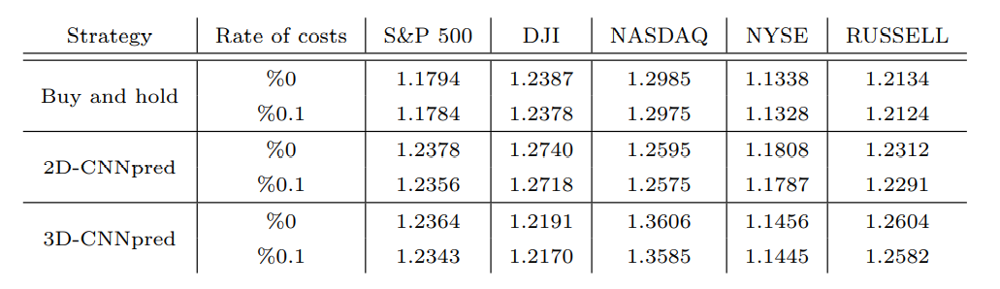 Strategy Rate of costs S&P 500 DJI NASDAQ NYSE RUSSELL
Buy and hold %0 1.1794 1.2387 1.2985 1.1338 1.2134
%0.1 1.1784 1.2378 1.2975 1.1328 1.2124
2D-CNNpred %0 1.2378 1.2740 1.2595 1.1808 1.2312
%0.1 1.2356 1.2718 1.2575 1.1787 1.2291
3D-CNNpred %0 1.2364 1.2191 1.3606 1.1456 1.2604
%0.1 1.2343 1.2170 1.3585 1.1445 1.2582